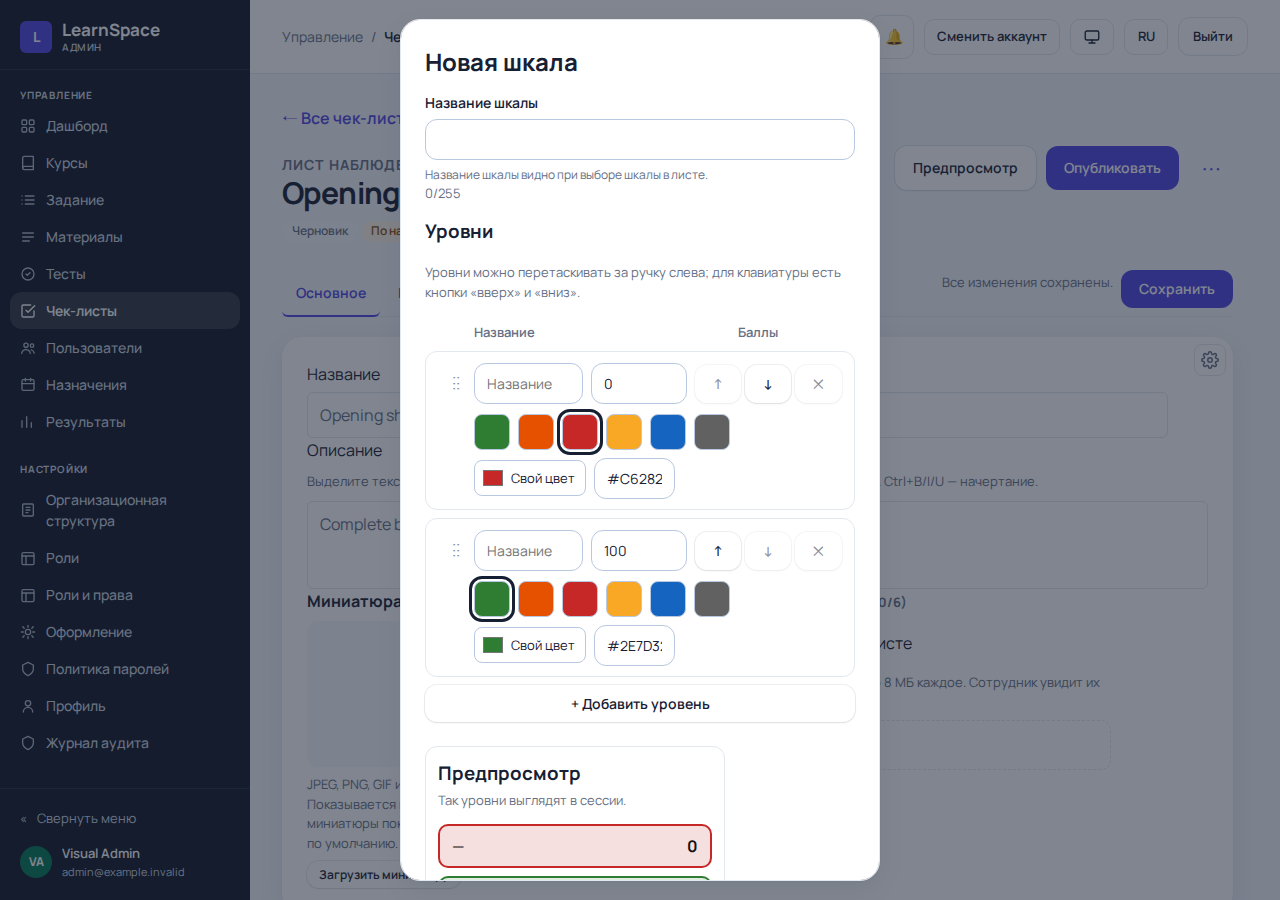 L
LearnSpace
АДМИН
УПРАВЛЕНИЕ
Дашборд
Курсы
Задание
Материалы
Тесты
Чек-листы
Пользователи
Назначения
Результаты
НАСТРОЙКИ
Организационная
структура
Роли
Роли и права
Оформление
Политика паролей
Профиль
Журнал аудита
« Свернуть меню
VA
Visual Admin
admin@example.invalid
Управление /
Сменить аккаунт
RU
Выйти
← Все
Opening
Предпросмотр
Опубликовать
...
Черновик
Основное
Все изменения сохранены.
Сохранить
Название
Opening
Описание
Выделите
Ctrl+B/I/U — начертание.
Complete
Миниатюра
0/6)
8 МБ каждое. Сотрудник увидит их
JPEG, PNG, GIF
Показывается
миниатюры
по умолчанию.
Загрузить
Новая шкала
Название шкалы
Название шкалы видно при выборе шкалы в листе.
0/255
Уровни
Уровни можно перетаскивать за ручку слева; для клавиатуры есть
кнопки «вверх» и «вниз».
Название Баллы
Название 0 ↑ ↓ ×
Свой цвет #C6282
Название 100 ↑ ↓ ×
Свой цвет #2E7D3
+ Добавить уровень
Предпросмотр
Так уровни выглядят в сессии.
— 0